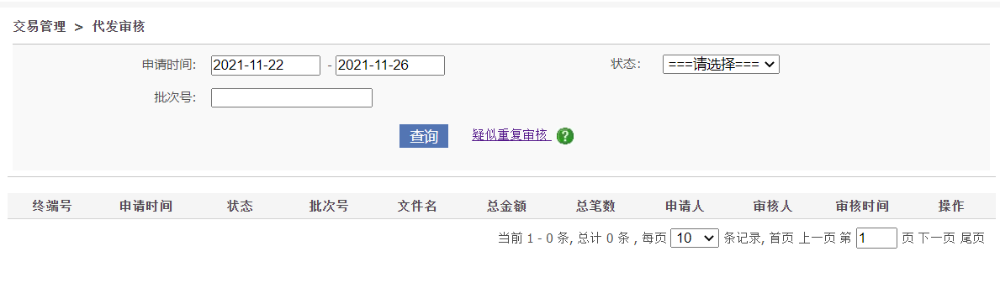 交易管理 > 代发审核
申请时间: 2021-11-22 - 2021-11-26 状态: ===请选择===
批次号:
查询 疑似重复审核 ?
终端号 申请时间 状态 批次号 文件名 总金额 总笔数 申请人 审核人 审核时间 操作
当前 1 - 0 条, 总计 0 条 , 每页 10 条记录, 首页 上一页 第 1 页 下一页 尾页